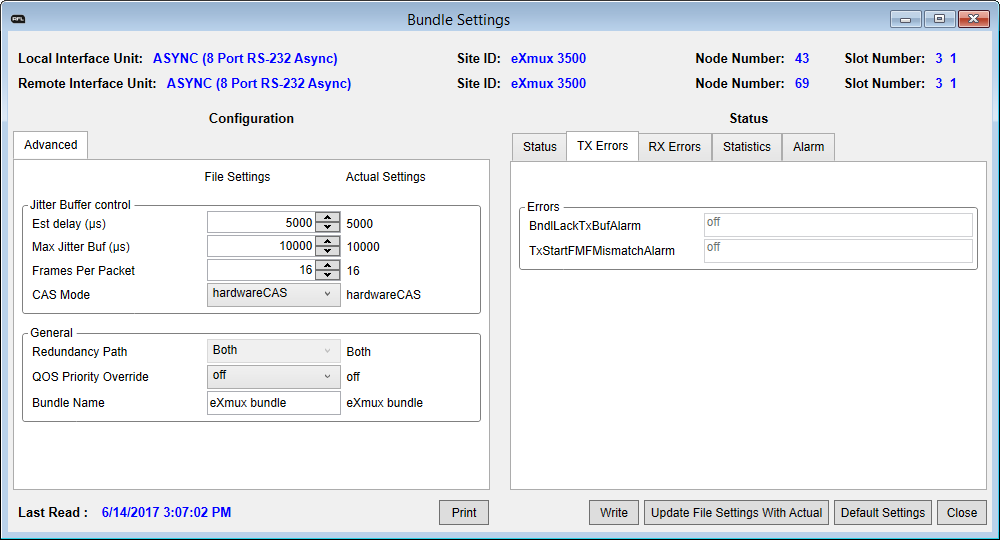 RFL
Bundle Settings
Local Interface Unit: ASYNC (8 Port RS-232 Async) Site ID: eXmux 3500 Node Number: 43 Slot Number: 3 1
Remote Interface Unit: ASYNC (8 Port RS-232 Async) Site ID: eXmux 3500 Node Number: 69 Slot Number: 3 1
Configuration
Advanced
File Settings Actual Settings
Jitter Buffer control
Est delay (µs) 5000 5000
Max Jitter Buf (µs) 10000 10000
Frames Per Packet 16 16
CAS Mode hardwareCAS hardwareCAS
General
Redundancy Path Both Both
QOS Priority Override off off
Bundle Name eXmux bundle eXmux bundle
Status
Status TX Errors RX Errors Statistics Alarm
Errors
BndlLackTxBufAlarm off
TxStartFMFMismatchAlarm off
Last Read : 6/14/2017 3:07:02 PM Print Write Update File Settings With Actual Default Settings Close